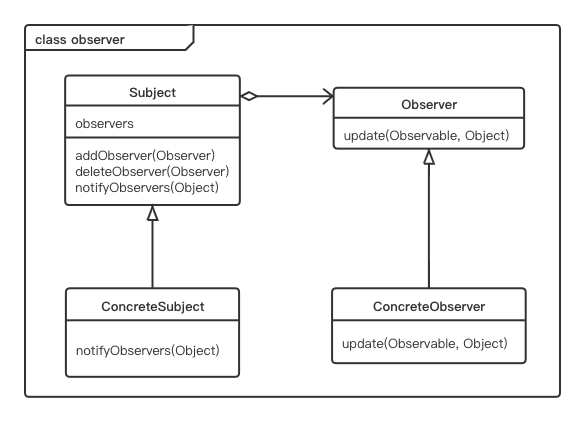 class observer
Subject
observers
addObserver(Observer)
deleteObserver(Observer)
notifyObservers(Object)
Observer
update(Observable, Object)
ConcreteSubject
notifyObservers(Object)
ConcreteObserver
update(Observable, Object)